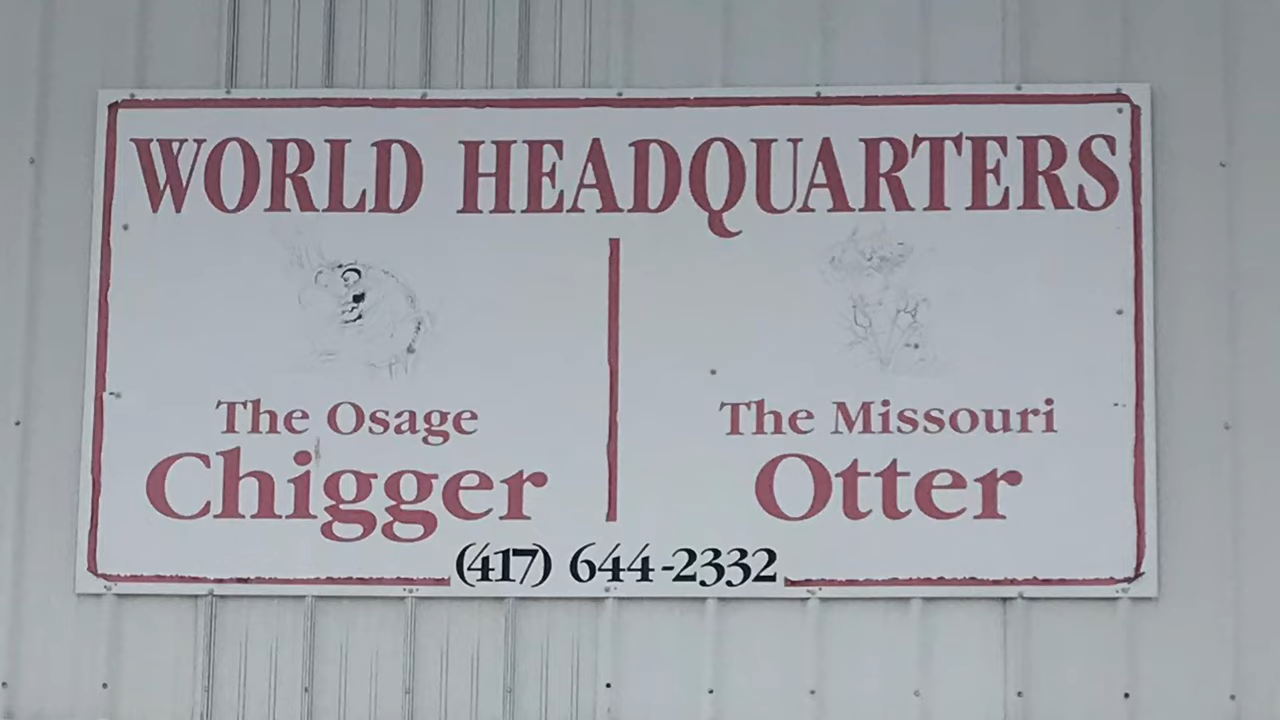 WORLD HEADQUARTERS
The Osage
Chigger
The Missouri
Otter
(417) 644-2332